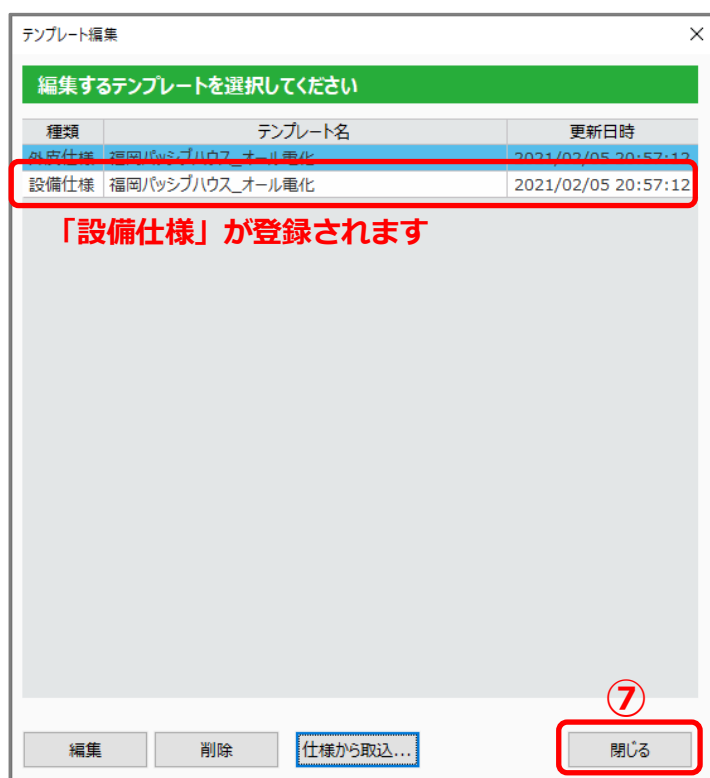 テンプレート編集
編集するテンプレートを選択してください
種類 テンプレート名 更新日時
外皮仕様 福岡パッシブハウス_オール電化 2021/02/05 20:57:12
設備仕様 福岡パッシブハウス_オール電化 2021/02/05 20:57:12
「設備仕様」が登録されます
⑦
編集 削除 仕様から取込... 閉じる